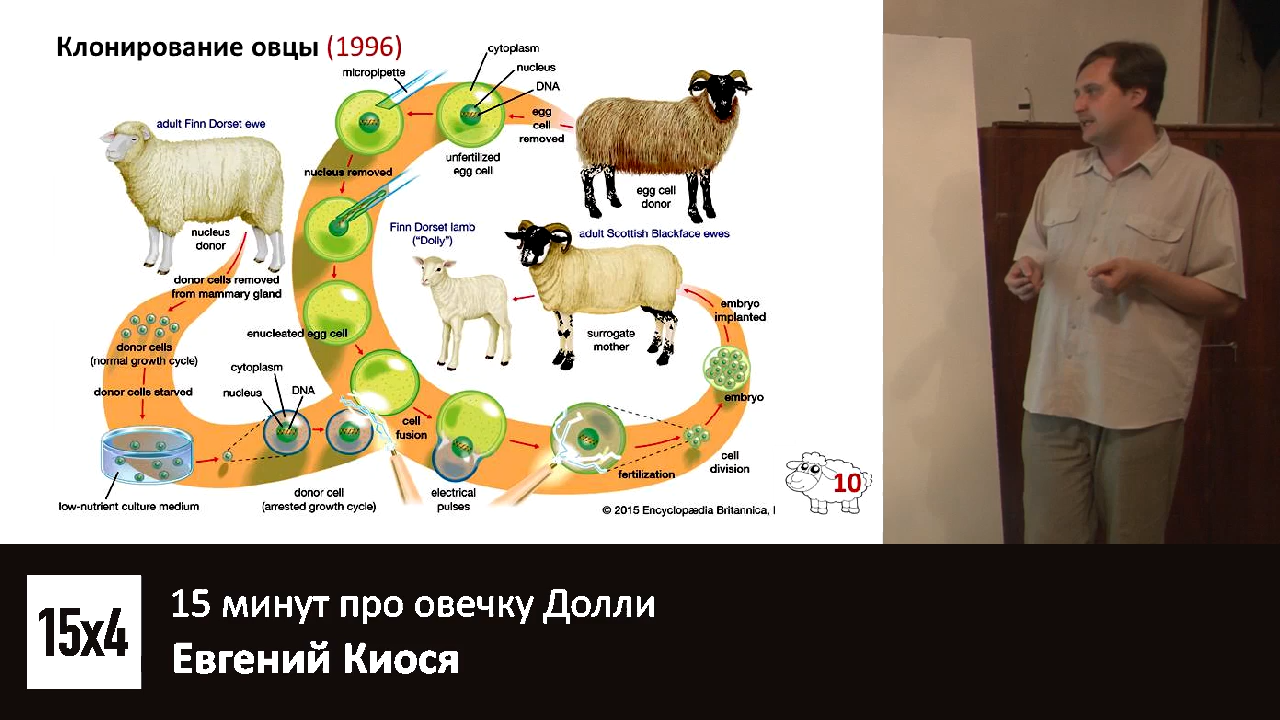 Клонирование овцы (1996)
cytoplasm
nucleus
DNA
micropipette
egg
cell
removed
adult Finn Dorset ewe
unfertilized
egg cell
nucleus removed
egg cell
donor
nucleus
donor
Finn Dorset lamb
("Dolly")
adult Scottish Blackface ewes
donor cells removed
from mammary gland
embryo
implanted
enucleated egg cell
surrogate
mother
donor cells
(normal growth cycle)
cytoplasm
nucleus
DNA
donor cells starved
embryo
cell
fusion
cell
division
fertilization
10
low-nutrient culture medium
donor cell
(arrested growth cycle)
electrical
pulses
© 2015 Encyclopædia Britannica, I
15x4
15 минут про овечку Долли
Евгений Киося